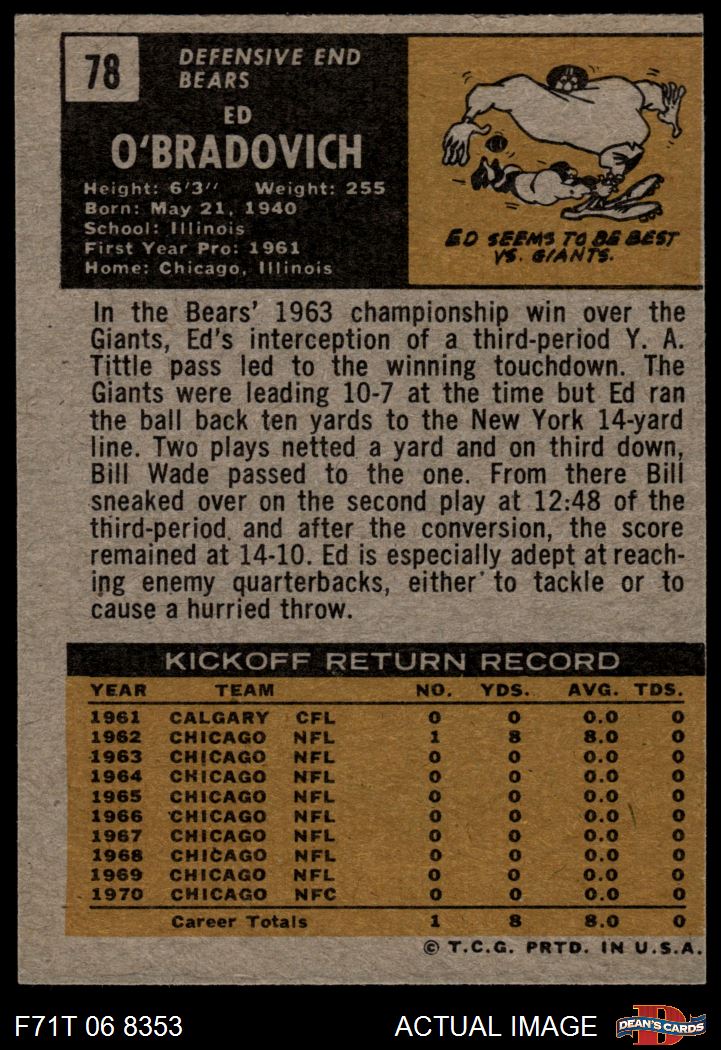 78
DEFENSIVE END
BEARS
ED
O'BRADOVICH
Height: 6'3" Weight: 255
Born: May 21, 1940
School: Illinois
First Year Pro: 1961
Home: Chicago, Illinois
ED SEEMS TO BE BEST
VS. GIANTS.
In the Bears' 1963 championship win over the
Giants, Ed's interception of a third-period Y. A.
Tittle pass led to the winning touchdown. The
Giants were leading 10-7 at the time but Ed ran
the ball back ten yards to the New York 14-yard
line. Two plays netted a yard and on third down,
Bill Wade passed to the one. From there Bill
sneaked over on the second play at 12:48 of the
third-period and after the conversion, the score
remained at 14-10. Ed is especially adept at reach-
ing enemy quarterbacks, either to tackle or to
cause a hurried throw.
KICKOFF RETURN RECORD
YEAR TEAM NO. YDS. AVG. TDS.
1961 CALGARY CFL 0 0 0.0 0
1962 CHICAGO NFL 1 8 8.0 0
1963 CHICAGO NFL 0 0 0.0 0
1964 CHICAGO NFL 0 0 0.0 0
1965 CHICAGO NFL 0 0 0.0 0
1966 CHICAGO NFL 0 0 0.0 0
1967 CHICAGO NFL 0 0 0.0 0
1968 CHICAGO NFL 0 0 0.0 0
1969 CHICAGO NFL 0 0 0.0 0
1970 CHICAGO NFC 0 0 0.0 0
Career Totals 1 8 8.0 0
© T.C.G. PRTD. IN U.S.A.
F71T 06 8353
ACTUAL IMAGE
D
DEAN'S CARDS